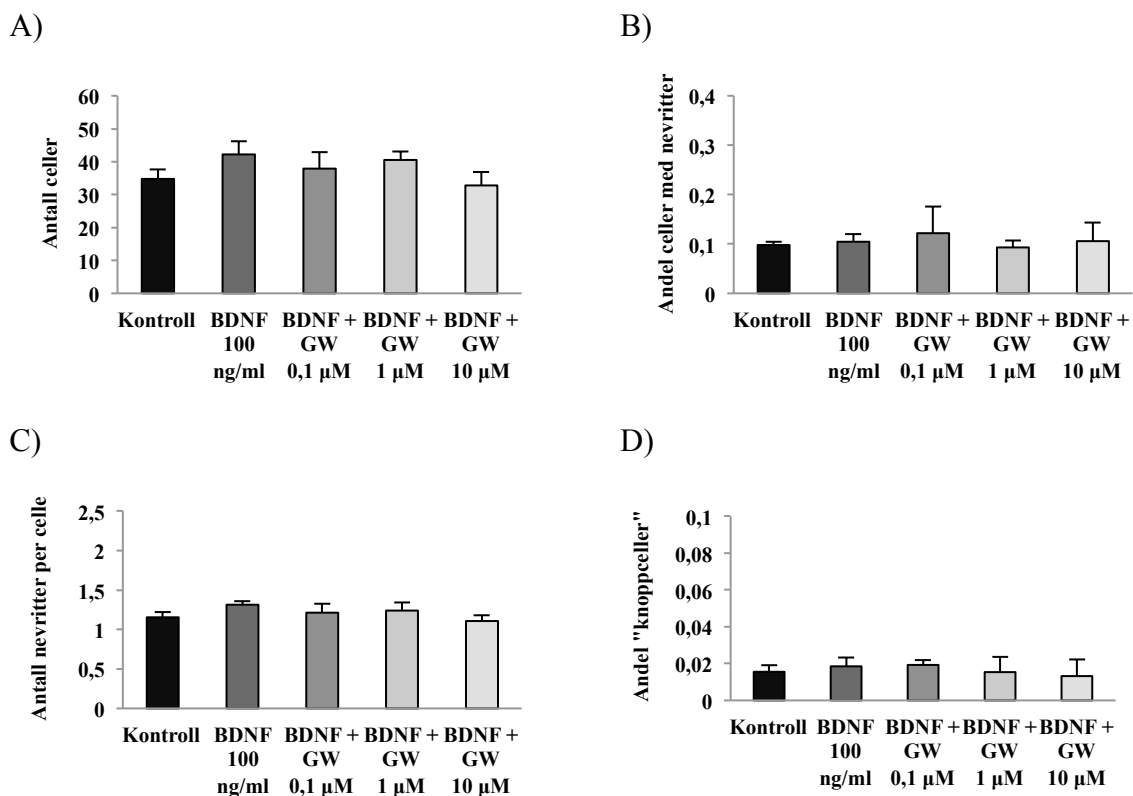 A)
Antall celler
60
50
40
30
20
10
0
Kontroll BDNF BDNF + BDNF + BDNF +
100 GW GW GW
ng/ml 0,1 µM 1 µM 10 µM
B)
Andel celler med nevritter
0,4
0,3
0,2
0,1
0
Kontroll BDNF BDNF + BDNF + BDNF +
100 GW GW GW
ng/ml 0,1 µM 1 µM 10 µM
C)
Antall nevritter per celle
2,5
2
1,5
1
0,5
0
Kontroll BDNF BDNF + BDNF + BDNF +
100 GW GW GW
ng/ml 0,1 µM 1 µM 10 µM
D)
Andel "knoppceller"
0,1
0,08
0,06
0,04
0,02
0
Kontroll BDNF BDNF + BDNF + BDNF +
100 GW GW GW
ng/ml 0,1 µM 1 µM 10 µM